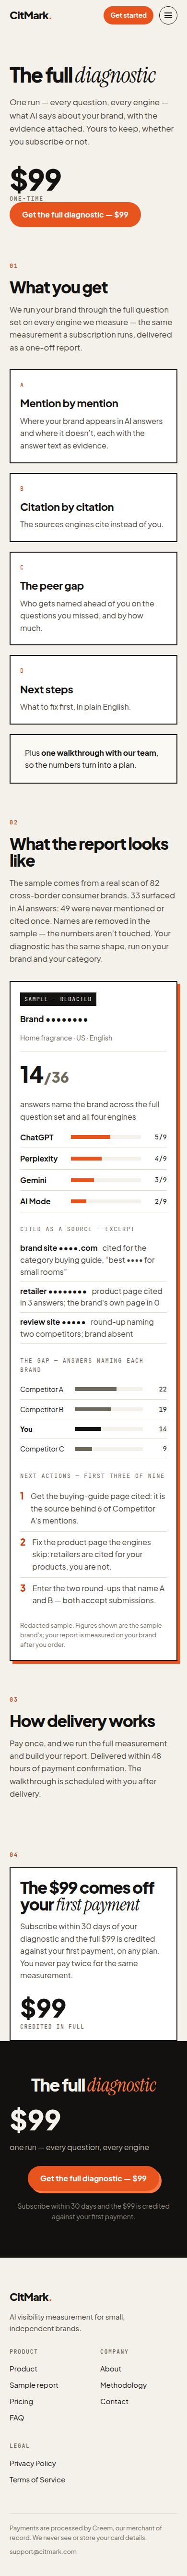 CitMark.
Get started
The full diagnostic
One run — every question, every engine —
what AI says about your brand, with the
evidence attached. Yours to keep, whether
you subscribe or not.
$99
ONE-TIME
Get the full diagnostic — $99
01
What you get
We run your brand through the full question
set on every engine we measure — the same
measurement a subscription runs, delivered
as a one-off report.
A
Mention by mention
Where your brand appears in AI answers
and where it doesn't, each with the
answer text as evidence.
B
Citation by citation
The sources engines cite instead of you.
C
The peer gap
Who gets named ahead of you on the
questions you missed, and by how
much.
D
Next steps
What to fix first, in plain English.
Plus one walkthrough with our team,
so the numbers turn into a plan.
02
What the report looks
like
The sample comes from a real scan of 82
cross-border consumer brands. 33 surfaced
in AI answers; 49 were never mentioned or
cited once. Names are removed in the
sample — the numbers aren't touched. Your
diagnostic has the same shape, run on your
brand and your category.
SAMPLE — REDACTED
Brand ●●●●●●●●
Home fragrance · US · English
14/36
answers name the brand across the full
question set and all four engines
ChatGPT 5/9
Perplexity 4/9
Gemini 3/9
AI Mode 2/9
CITED AS A SOURCE — EXCERPT
brand site ●●●●.com cited for the
category buying guide, "best ●●●● for
small rooms"
retailer ●●●●●●●● product page cited
in 3 answers; the brand's own page in 0
review site ●●●●● round-up naming
two competitors; brand absent
THE GAP — ANSWERS NAMING EACH
BRAND
Competitor A 22
Competitor B 19
You 14
Competitor C 9
NEXT ACTIONS — FIRST THREE OF NINE
1 Get the buying-guide page cited: it is
the source behind 6 of Competitor
A's mentions.
2 Fix the product page the engines
skip: retailers are cited for your
products, you are not.
3 Enter the two round-ups that name A
and B — both accept submissions.
Redacted sample. Figures shown are the sample
brand's; your report is measured on your brand
after you order.
03
How delivery works
Pay once, and we run the full measurement
and build your report. Delivered within 48
hours of payment confirmation. The
walkthrough is scheduled with you after
delivery.
04
The $99 comes off
your first payment
Subscribe within 30 days of your
diagnostic and the full $99 is credited
against your first payment, on any plan.
You never pay twice for the same
measurement.
$99
CREDITED IN FULL
The full diagnostic
$99
one run — every question, every engine
Get the full diagnostic — $99
Subscribe within 30 days and the $99 is credited
against your first payment.
CitMark.
AI visibility measurement for small,
independent brands.
PRODUCT
Product
Sample report
Pricing
FAQ
COMPANY
About
Methodology
Contact
LEGAL
Privacy Policy
Terms of Service
Payments are processed by Creem, our merchant of
record. We never see or store your card details.
support@citmark.com